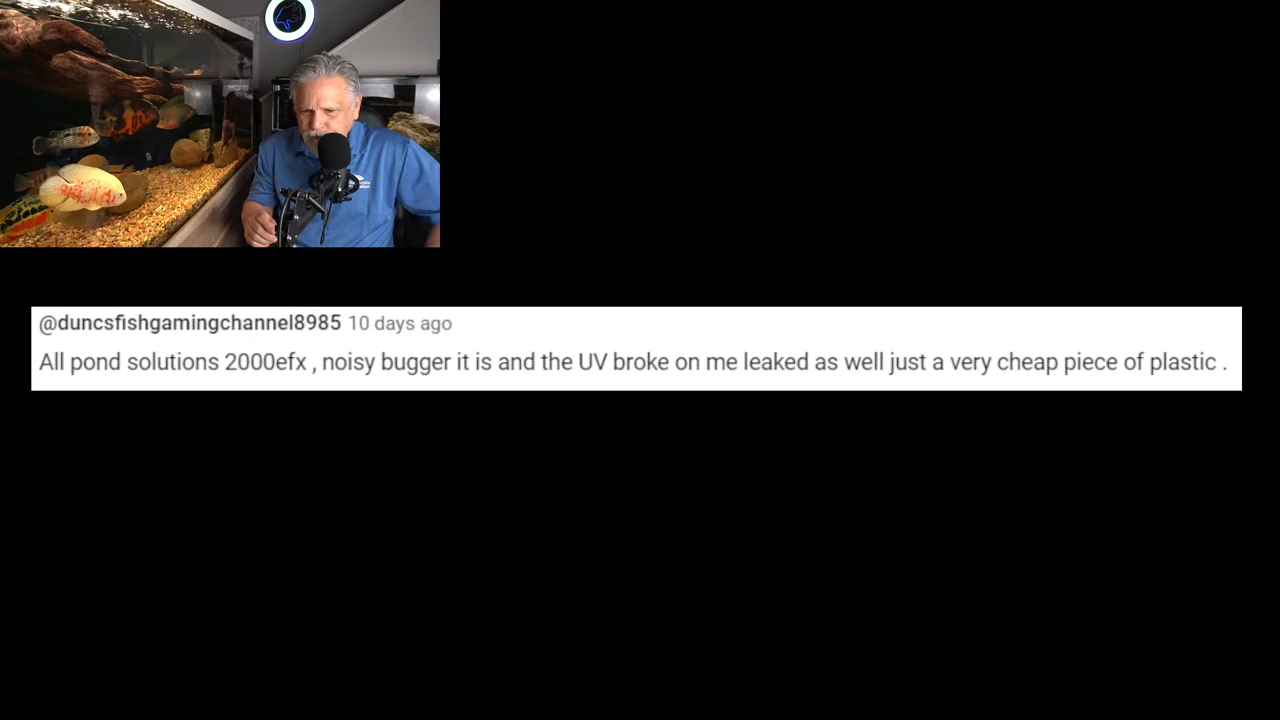 @duncsfishgamingchannel8985 10 days ago
All pond solutions 2000efx , noisy bugger it is and the UV broke on me leaked as well just a very cheap piece of plastic .